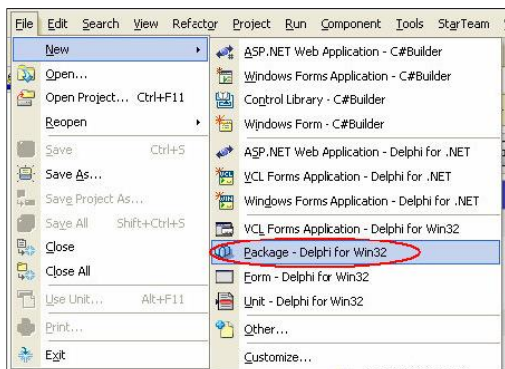 File Edit Search View Refactor Project Run Component Tools StarTeam
New
Open...
Open Project... Ctrl+F11
Reopen
Save Ctrl+S
Save As...
Save Project As...
Save All Shift+Ctrl+S
Close
Close All
Use Unit... Alt+F11
Print...
Exit
ASP.NET Web Application - C#Builder
Windows Forms Application - C#Builder
Control Library - C#Builder
Windows Form - C#Builder
ASP.NET Web Application - Delphi for .NET
VCL Forms Application - Delphi for .NET
Windows Forms Application - Delphi for .NET
VCL Forms Application - Delphi for Win32
Package - Delphi for Win32
Form - Delphi for Win32
Unit - Delphi for Win32
Other...
Customize...